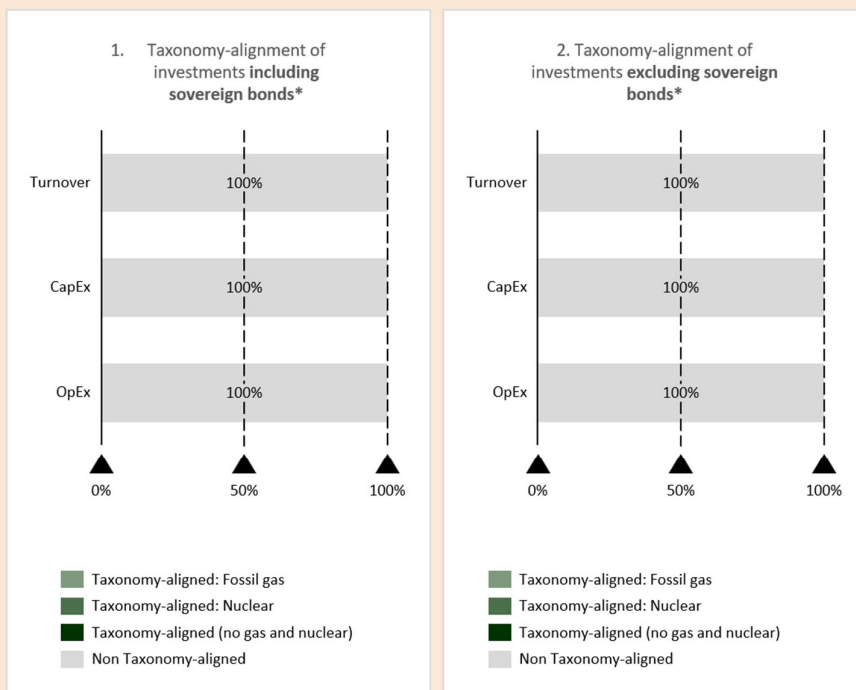 1. Taxonomy-alignment of
investments including
sovereign bonds*
Turnover
100%
CapEx
100%
OpEx
100%
0%
50%
100%
Taxonomy-aligned: Fossil gas
Taxonomy-aligned: Nuclear
Taxonomy-aligned (no gas and nuclear)
Non Taxonomy-aligned
2. Taxonomy-alignment of
investments excluding sovereign
bonds*
Turnover
100%
CapEx
100%
OpEx
100%
0%
50%
100%
Taxonomy-aligned: Fossil gas
Taxonomy-aligned: Nuclear
Taxonomy-aligned (no gas and nuclear)
Non Taxonomy-aligned